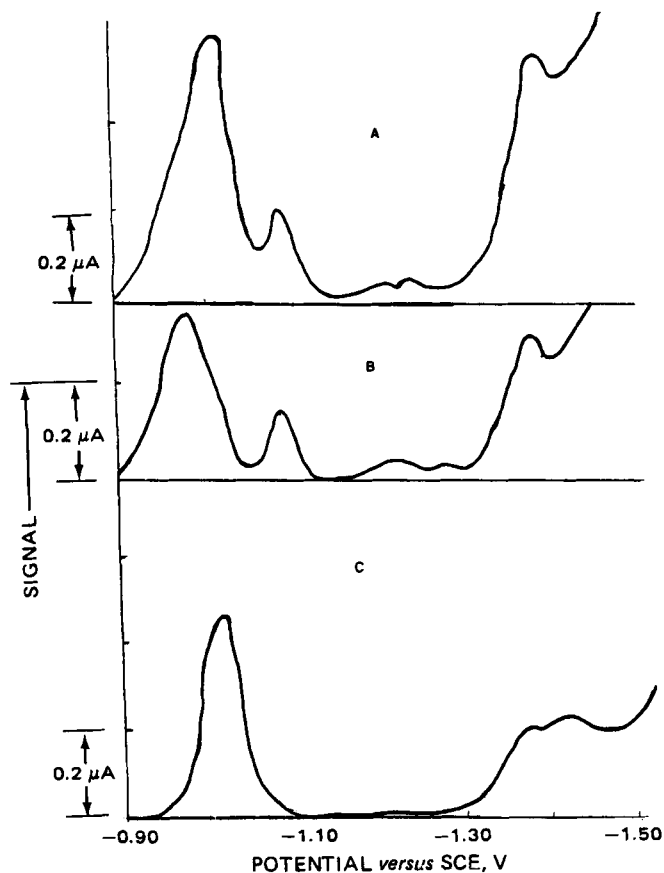 A
0.2 μA
B
0.2 μA
SIGNAL
C
0.2 μA
−0.90 −1.10 −1.30 −1.50
POTENTIAL versus SCE, V